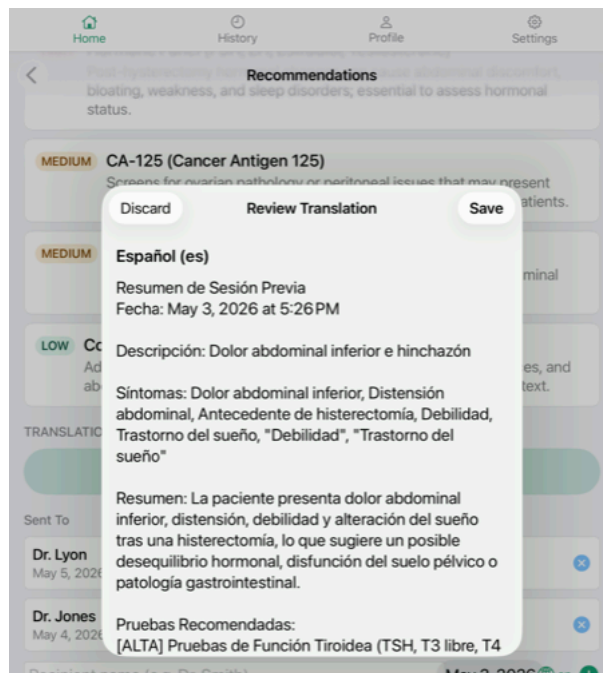 Home
History
Profile
Settings
Recommendations
bloating, weakness, and sleep disorders; essential to assess hormonal
status.
MEDIUM
CA-125 (Cancer Antigen 125)
Screens for ovarian pathology or peritoneal issues that may present
atients.
Discard
Review Translation
Save
MEDIUM
minal
Español (es)
Resumen de Sesión Previa
Fecha: May 3, 2026 at 5:26 PM
LOW
Co
Ad
es, and
ab
text.
Descripción: Dolor abdominal inferior e hinchazón
Síntomas: Dolor abdominal inferior, Distensión
abdominal, Antecedente de histerectomía, Debilidad,
Trastorno del sueño, "Debilidad", "Trastorno del
sueño"
TRANSLATIO
Resumen: La paciente presenta dolor abdominal
inferior, distensión, debilidad y alteración del sueño
tras una histerectomía, lo que sugiere un posible
desequilibrio hormonal, disfunción del suelo pélvico o
patología gastrointestinal.
Sent To
Dr. Lyon
May 5, 2026
Dr. Jones
May 4, 2026
Pruebas Recomendadas:
[ALTA] Pruebas de Función Tiroidea (TSH, T3 libre, T4